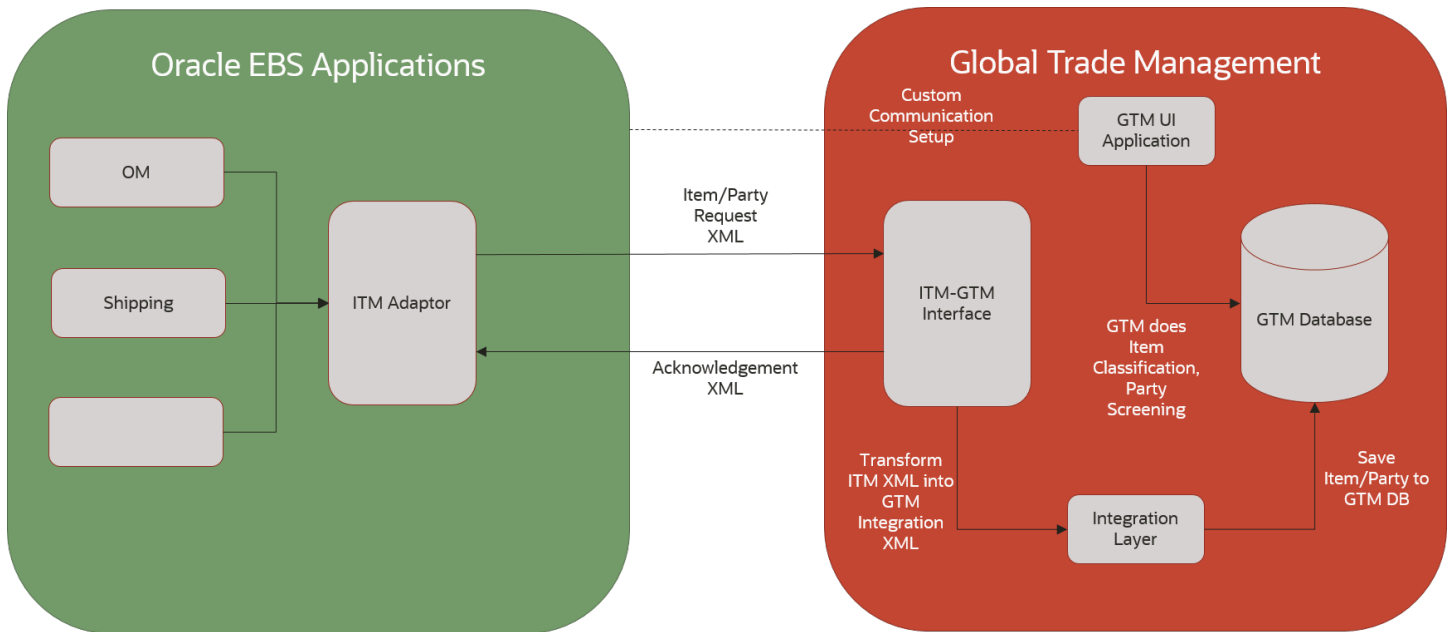 Oracle EBS Applications
OM
Shipping
ITM Adaptor
Item/Party
Request
XML
Acknowledgement
XML
Global Trade Management
Custom
Communication
Setup
GTM UI
Application
ITM-GTM
Interface
GTM Database
GTM does
Item
Classification,
Party
Screening
Transform
ITM XML into
GTM
Integration
XML
Integration
Layer
Save
Item/Party to
GTM DB